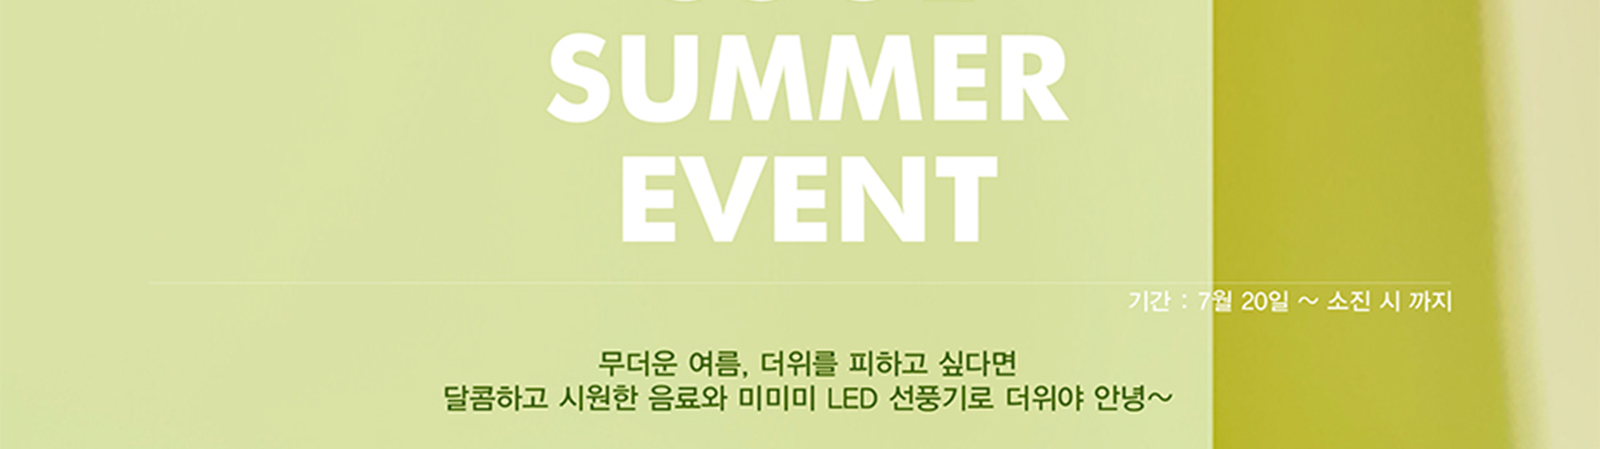 SUMMER
EVENT
기간 : 7월 20일 ~ 소진 시 까지
무더운 여름, 더위를 피하고 싶다면
달콤하고 시원한 음료와 미미미 LED 선풍기로 더위야 안녕~